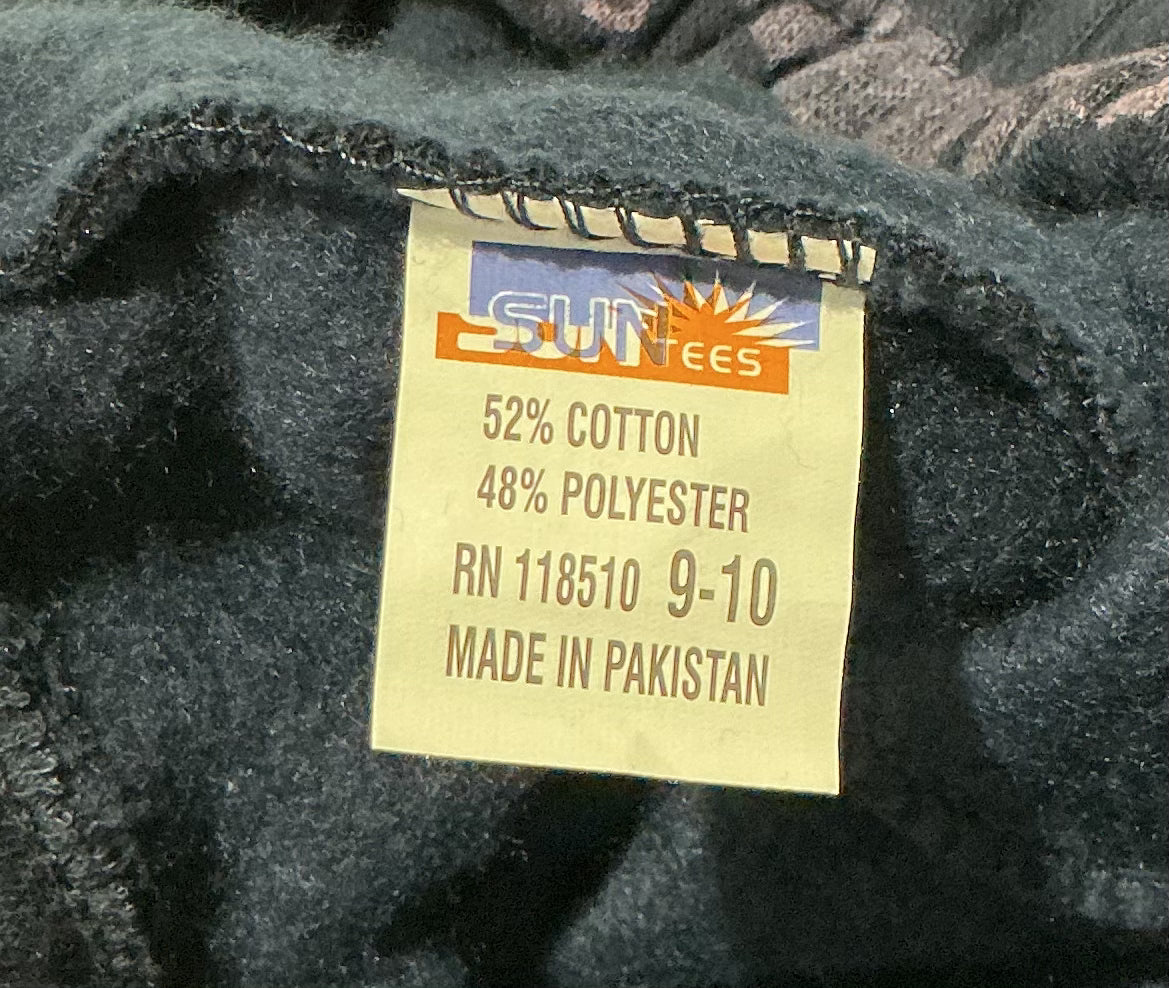 SUN TEES
52% COTTON
48% POLYESTER
RN 118510 9-10
MADE IN PAKISTAN